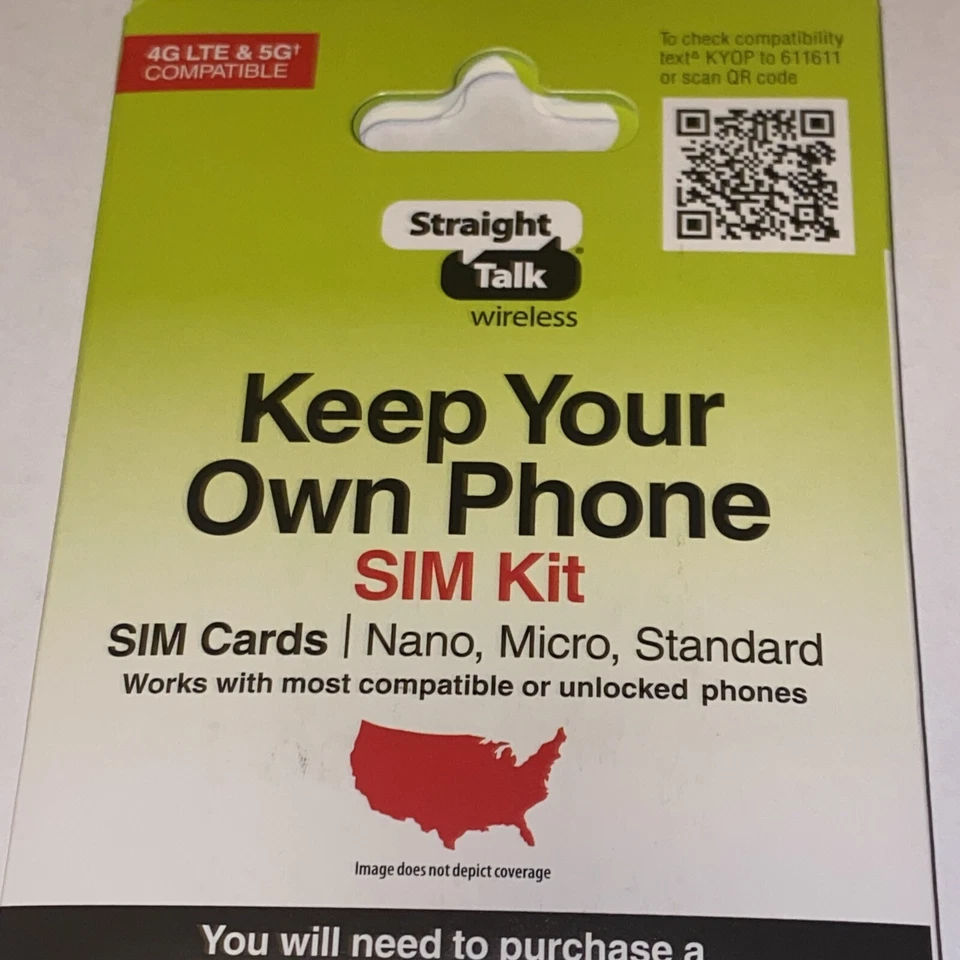 4G LTE & 5G†
COMPATIBLE
To check compatibility
textᐞ KYOP to 611611
or scan QR code
Straight
Talk®
wireless
Keep Your
Own Phone
SIM Kit
SIM Cards | Nano, Micro, Standard
Works with most compatible or unlocked phones
Image does not depict coverage
You will need to purchase a